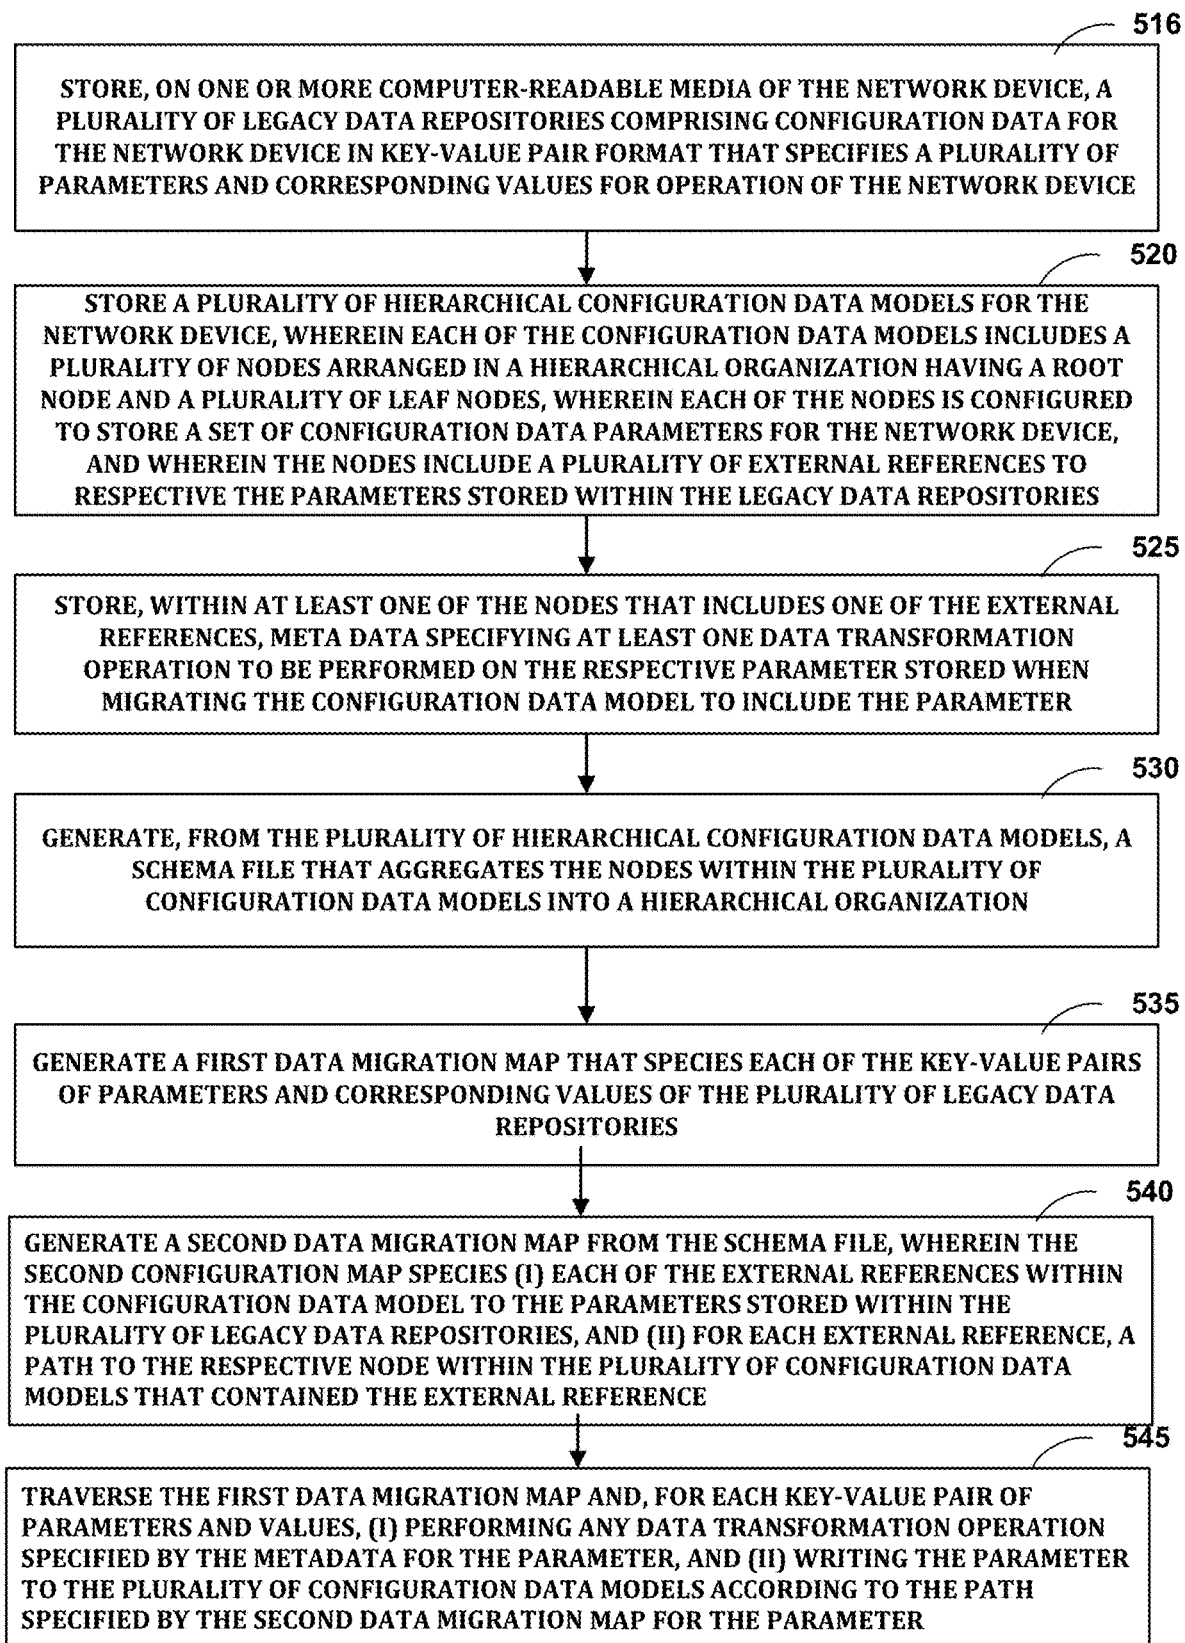 516
STORE, ON ONE OR MORE COMPUTER-READABLE MEDIA OF THE NETWORK DEVICE, A
PLURALITY OF LEGACY DATA REPOSITORIES COMPRISING CONFIGURATION DATA FOR
THE NETWORK DEVICE IN KEY-VALUE PAIR FORMAT THAT SPECIFIES A PLURALITY OF
PARAMETERS AND CORRESPONDING VALUES FOR OPERATION OF THE NETWORK DEVICE
520
STORE A PLURALITY OF HIERARCHICAL CONFIGURATION DATA MODELS FOR THE
NETWORK DEVICE, WHEREIN EACH OF THE CONFIGURATION DATA MODELS INCLUDES A
PLURALITY OF NODES ARRANGED IN A HIERARCHICAL ORGANIZATION HAVING A ROOT
NODE AND A PLURALITY OF LEAF NODES, WHEREIN EACH OF THE NODES IS CONFIGURED
TO STORE A SET OF CONFIGURATION DATA PARAMETERS FOR THE NETWORK DEVICE,
AND WHEREIN THE NODES INCLUDE A PLURALITY OF EXTERNAL REFERENCES TO
RESPECTIVE THE PARAMETERS STORED WITHIN THE LEGACY DATA REPOSITORIES
525
STORE, WITHIN AT LEAST ONE OF THE NODES THAT INCLUDES ONE OF THE EXTERNAL
REFERENCES, META DATA SPECIFYING AT LEAST ONE DATA TRANSFORMATION
OPERATION TO BE PERFORMED ON THE RESPECTIVE PARAMETER STORED WHEN
MIGRATING THE CONFIGURATION DATA MODEL TO INCLUDE THE PARAMETER
530
GENERATE, FROM THE PLURALITY OF HIERARCHICAL CONFIGURATION DATA MODELS, A
SCHEMA FILE THAT AGGREGATES THE NODES WITHIN THE PLURALITY OF
CONFIGURATION DATA MODELS INTO A HIERARCHICAL ORGANIZATION
535
GENERATE A FIRST DATA MIGRATION MAP THAT SPECIES EACH OF THE KEY-VALUE PAIRS
OF PARAMETERS AND CORRESPONDING VALUES OF THE PLURALITY OF LEGACY DATA
REPOSITORIES
540
GENERATE A SECOND DATA MIGRATION MAP FROM THE SCHEMA FILE, WHEREIN THE
SECOND CONFIGURATION MAP SPECIES (I) EACH OF THE EXTERNAL REFERENCES WITHIN
THE CONFIGURATION DATA MODEL TO THE PARAMETERS STORED WITHIN THE
PLURALITY OF LEGACY DATA REPOSITORIES, AND (II) FOR EACH EXTERNAL REFERENCE, A
PATH TO THE RESPECTIVE NODE WITHIN THE PLURALITY OF CONFIGURATION DATA
MODELS THAT CONTAINED THE EXTERNAL REFERENCE
545
TRAVERSE THE FIRST DATA MIGRATION MAP AND, FOR EACH KEY-VALUE PAIR OF
PARAMETERS AND VALUES, (I) PERFORMING ANY DATA TRANSFORMATION OPERATION
SPECIFIED BY THE METADATA FOR THE PARAMETER, AND (II) WRITING THE PARAMETER
TO THE PLURALITY OF CONFIGURATION DATA MODELS ACCORDING TO THE PATH
SPECIFIED BY THE SECOND DATA MIGRATION MAP FOR THE PARAMETER